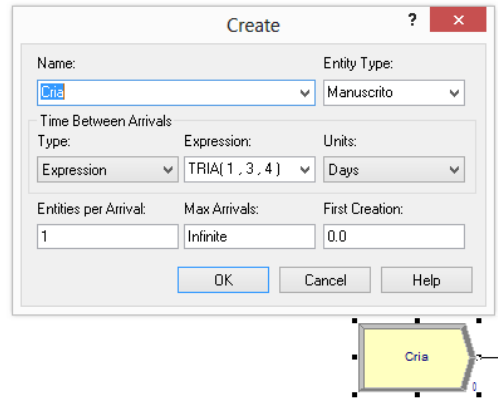 Create
? ×
Name: Entity Type:
Cria Manuscrito
Time Between Arrivals
Type: Expression: Units:
Expression TRIA( 1 , 3 , 4 ) Days
Entities per Arrival: Max Arrivals: First Creation:
1 Infinite 0.0
OK Cancel Help
Cria
0